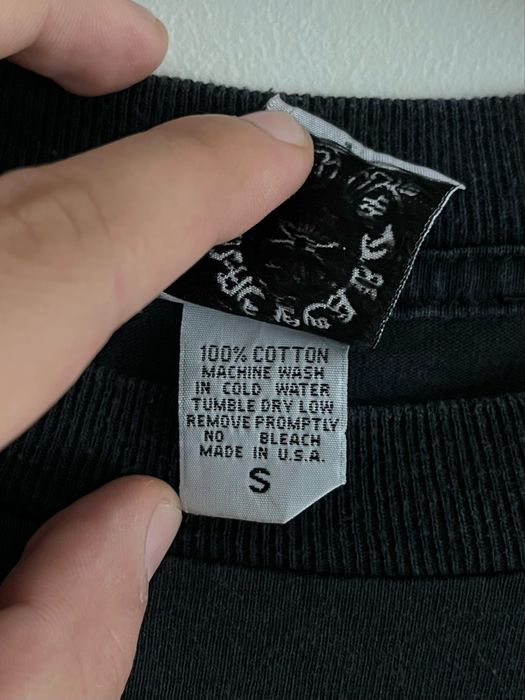 100% COTTON
MACHINE WASH
IN COLD WATER
TUMBLE DRY LOW
REMOVE PROMPTLY
NO BLEACH
MADE IN U.S.A.
S